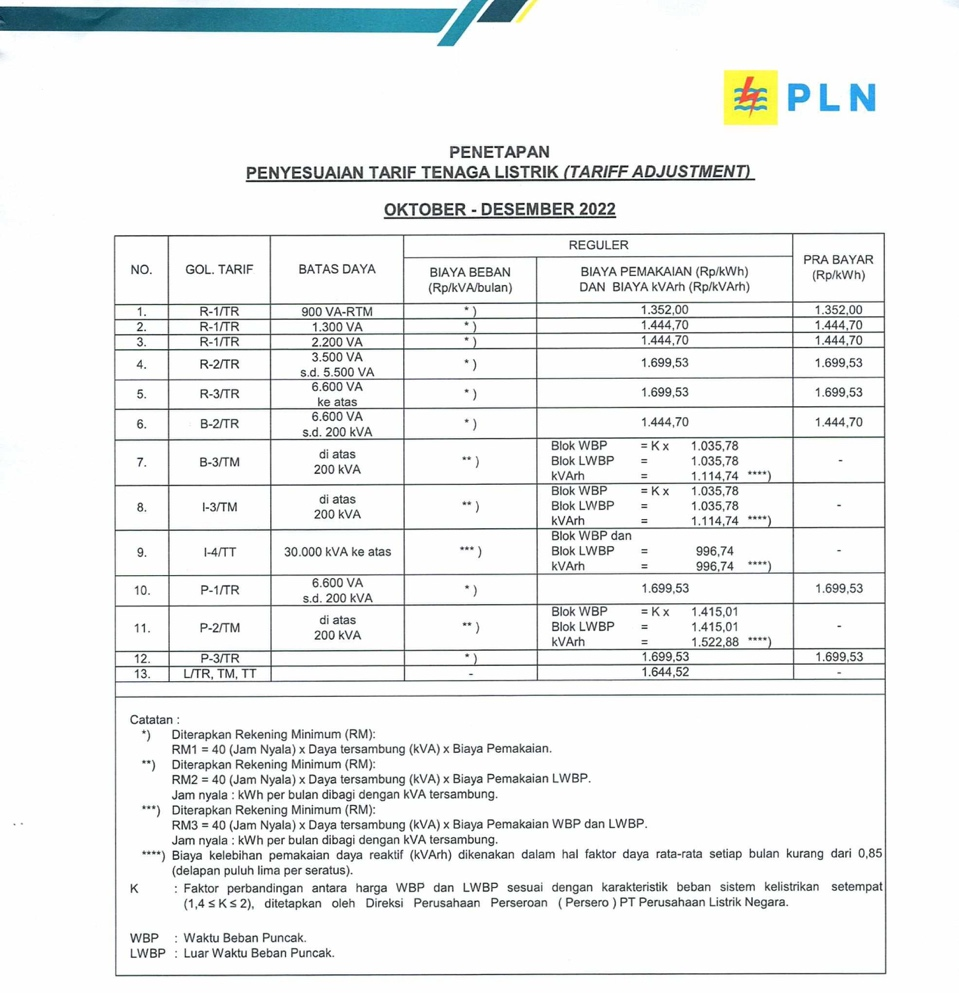 PLN
PENETAPAN
PENYESUAIAN TARIF TENAGA LISTRIK (TARIFF ADJUSTMENT)
OKTOBER - DESEMBER 2022
NO. GOL. TARIF BATAS DAYA REGULER PRA BAYAR (Rp/kWh)
BIAYA BEBAN (Rp/kVA/bulan) BIAYA PEMAKAIAN (Rp/kWh) DAN BIAYA kVArh (Rp/kVArh)
1. R-1/TR 900 VA-RTM *) 1.352,00 1.352,00
2. R-1/TR 1.300 VA *) 1.444,70 1.444,70
3. R-1/TR 2.200 VA *) 1.444,70 1.444,70
4. R-2/TR 3.500 VA s.d. 5.500 VA *) 1.699,53 1.699,53
5. R-3/TR 6.600 VA ke atas *) 1.699,53 1.699,53
6. B-2/TR 6.600 VA s.d. 200 kVA *) 1.444,70 1.444,70
7. B-3/TM di atas 200 kVA **) Blok WBP = K x 1.035,78 -
Blok LWBP = 1.035,78
kVArh = 1.114,74 ****)
8. I-3/TM di atas 200 kVA **) Blok WBP = K x 1.035,78 -
Blok LWBP = 1.035,78
kVArh = 1.114,74 ****)
9. I-4/TT 30.000 kVA ke atas ***) Blok WBP dan -
Blok LWBP = 996,74
kVArh = 996,74 ****)
10. P-1/TR 6.600 VA s.d. 200 kVA *) 1.699,53 1.699,53
11. P-2/TM di atas 200 kVA **) Blok WBP = K x 1.415,01 -
Blok LWBP = 1.415,01
kVArh = 1.522,88 ****)
12. P-3/TR *) 1.699,53 1.699,53
13. L/TR, TM, TT - 1.644,52 -
Catatan :
*) Diterapkan Rekening Minimum (RM):
RM1 = 40 (Jam Nyala) x Daya tersambung (kVA) x Biaya Pemakaian.
**) Diterapkan Rekening Minimum (RM):
RM2 = 40 (Jam Nyala) x Daya tersambung (kVA) x Biaya Pemakaian LWBP.
Jam nyala : kWh per bulan dibagi dengan kVA tersambung.
***) Diterapkan Rekening Minimum (RM):
RM3 = 40 (Jam Nyala) x Daya tersambung (kVA) x Biaya Pemakaian WBP dan LWBP.
Jam nyala : kWh per bulan dibagi dengan kVA tersambung.
****) Biaya kelebihan pemakaian daya reaktif (kVArh) dikenakan dalam hal faktor daya rata-rata setiap bulan kurang dari 0,85
(delapan puluh lima per seratus).
K : Faktor perbandingan antara harga WBP dan LWBP sesuai dengan karakteristik beban sistem kelistrikan setempat
(1,4 ≤ K ≤ 2), ditetapkan oleh Direksi Perusahaan Perseroan ( Persero ) PT Perusahaan Listrik Negara.
WBP : Waktu Beban Puncak.
LWBP : Luar Waktu Beban Puncak.